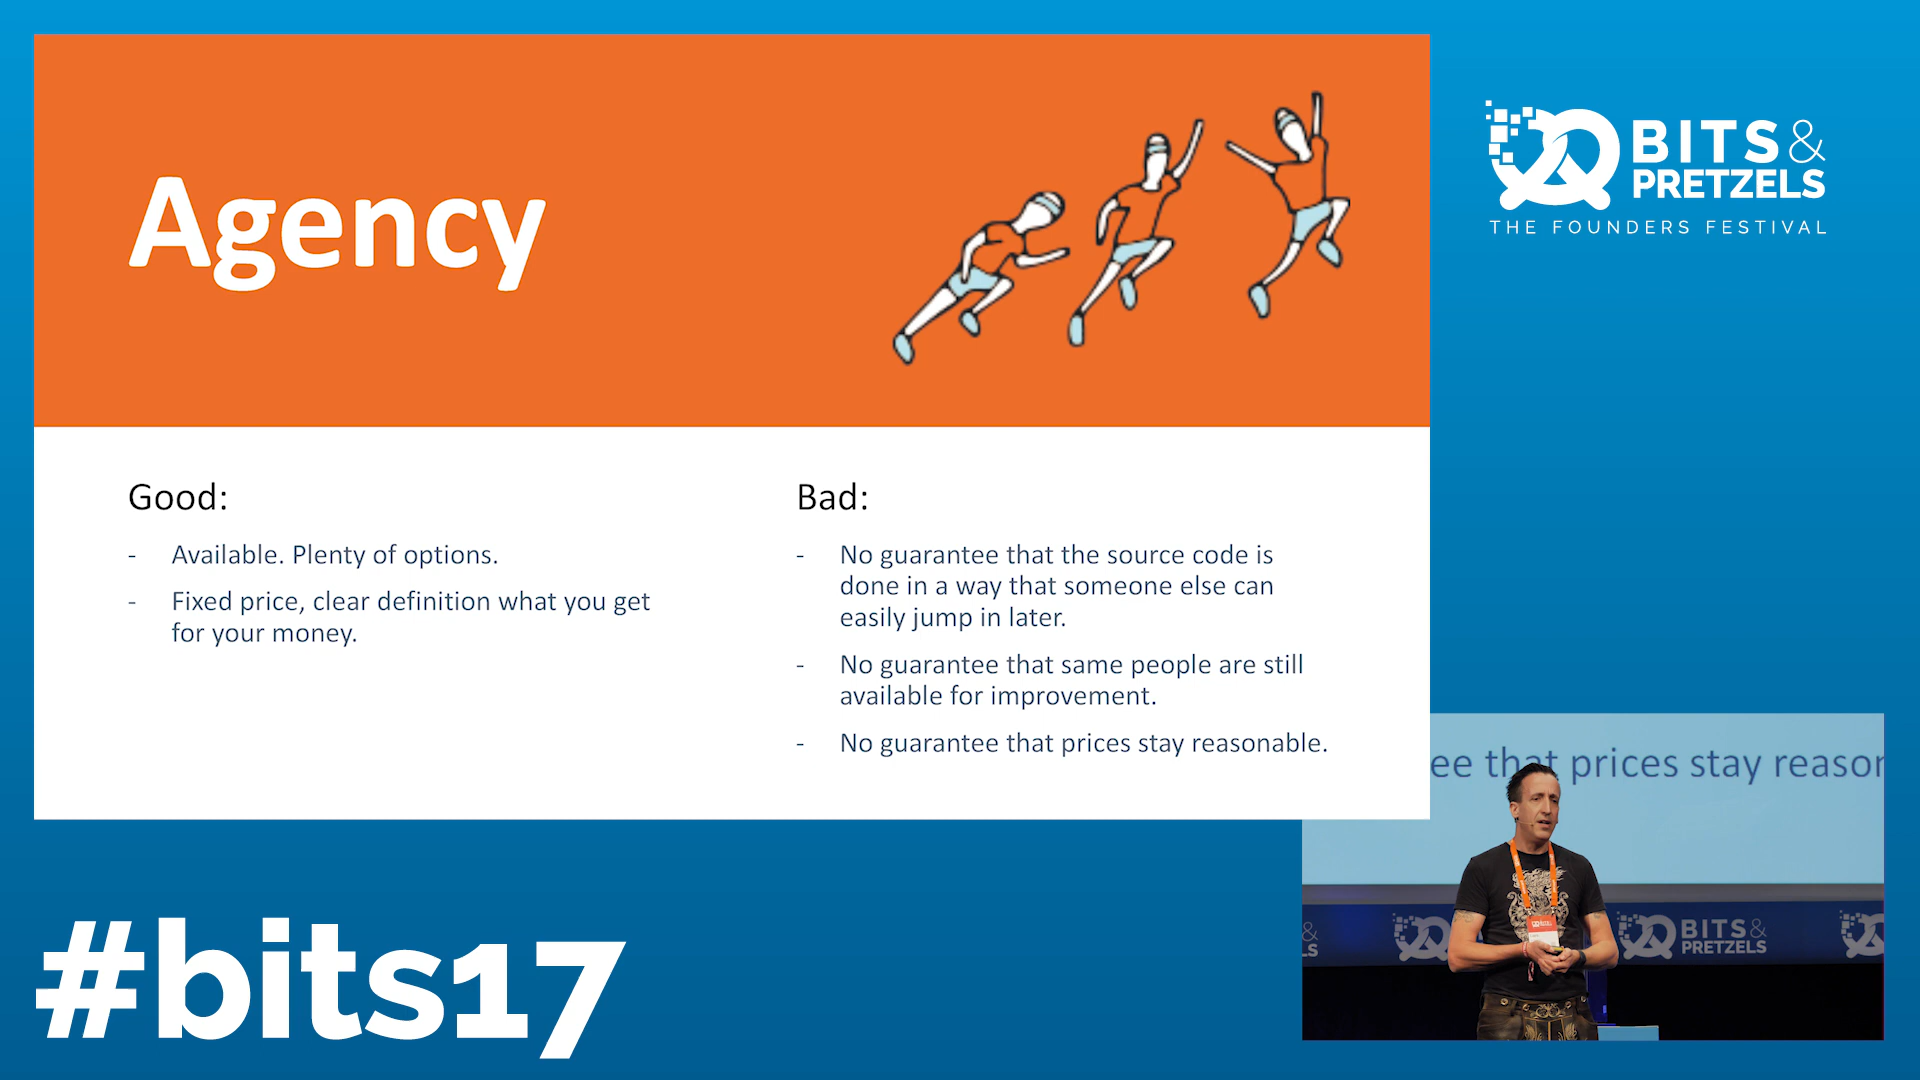 Agency
Good:
- Available. Plenty of options.
- Fixed price, clear definition what you get
for your money.
Bad:
- No guarantee that the source code is
done in a way that someone else can
easily jump in later.
- No guarantee that same people are still
available for improvement.
- No guarantee that prices stay reasonable.
BITS&
PRETZELS
THE FOUNDERS FESTIVAL
ee that prices stay reason
&
LS
BITS&
PRETZELS
#bits17